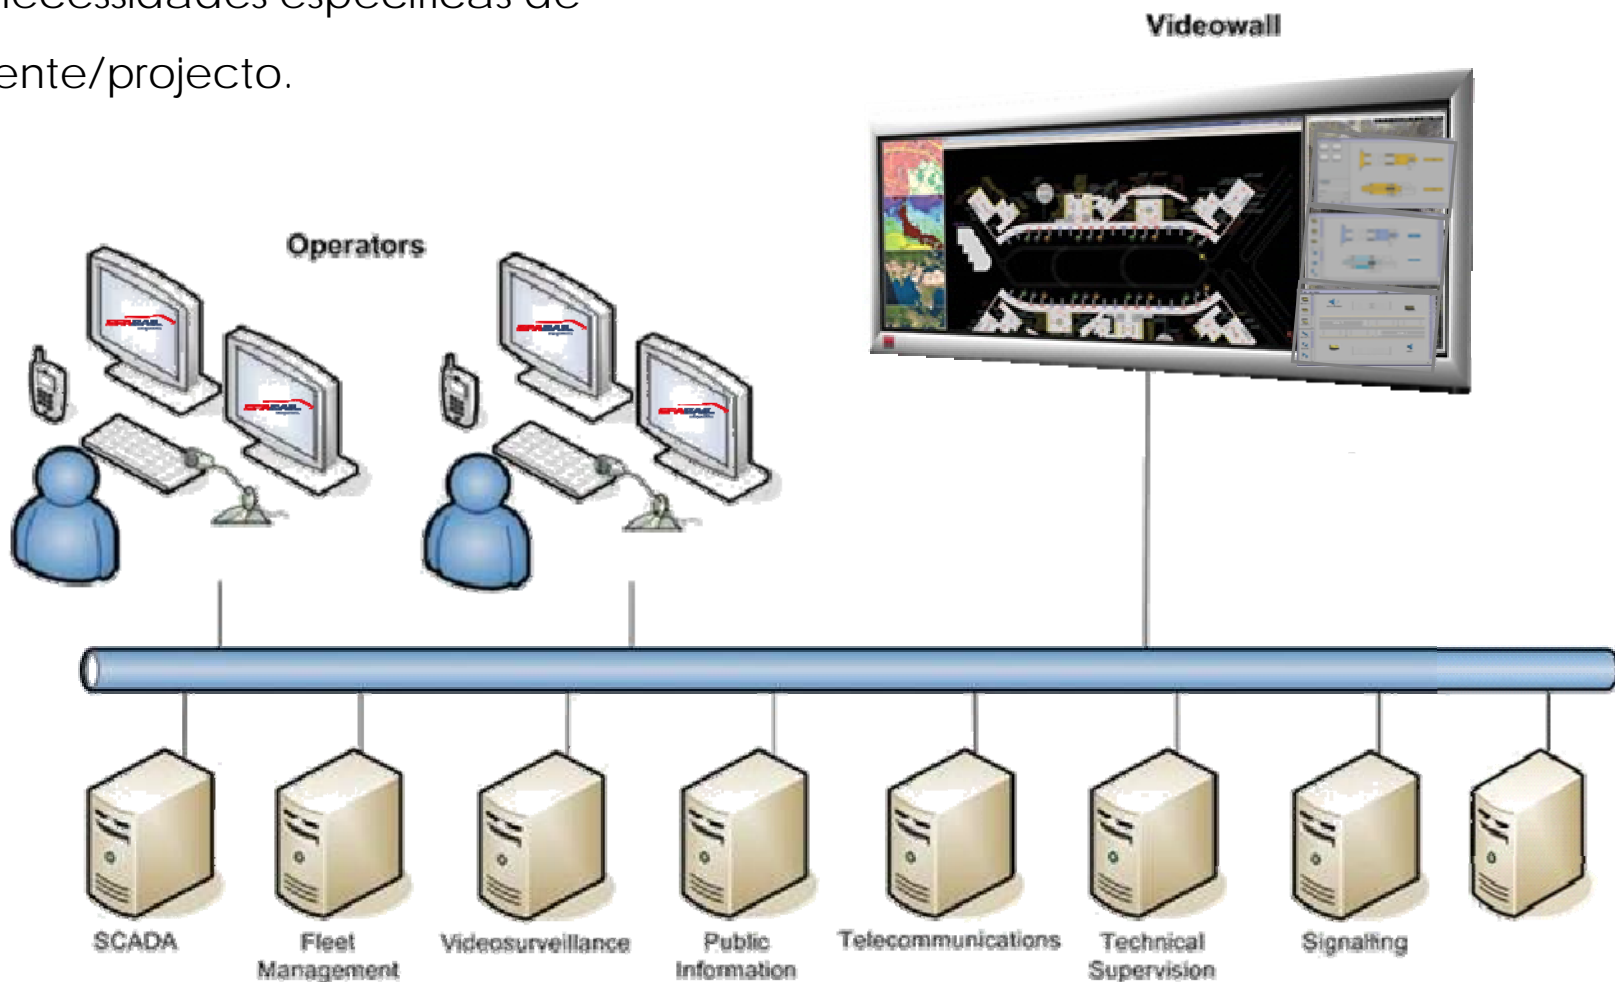 necessidades específicas de
ente/projecto.
Videowall
Operators
SCADA
Fleet
Management
Videosurveillance
Public
Information
Telecommunications
Technical
Supervision
Signalling